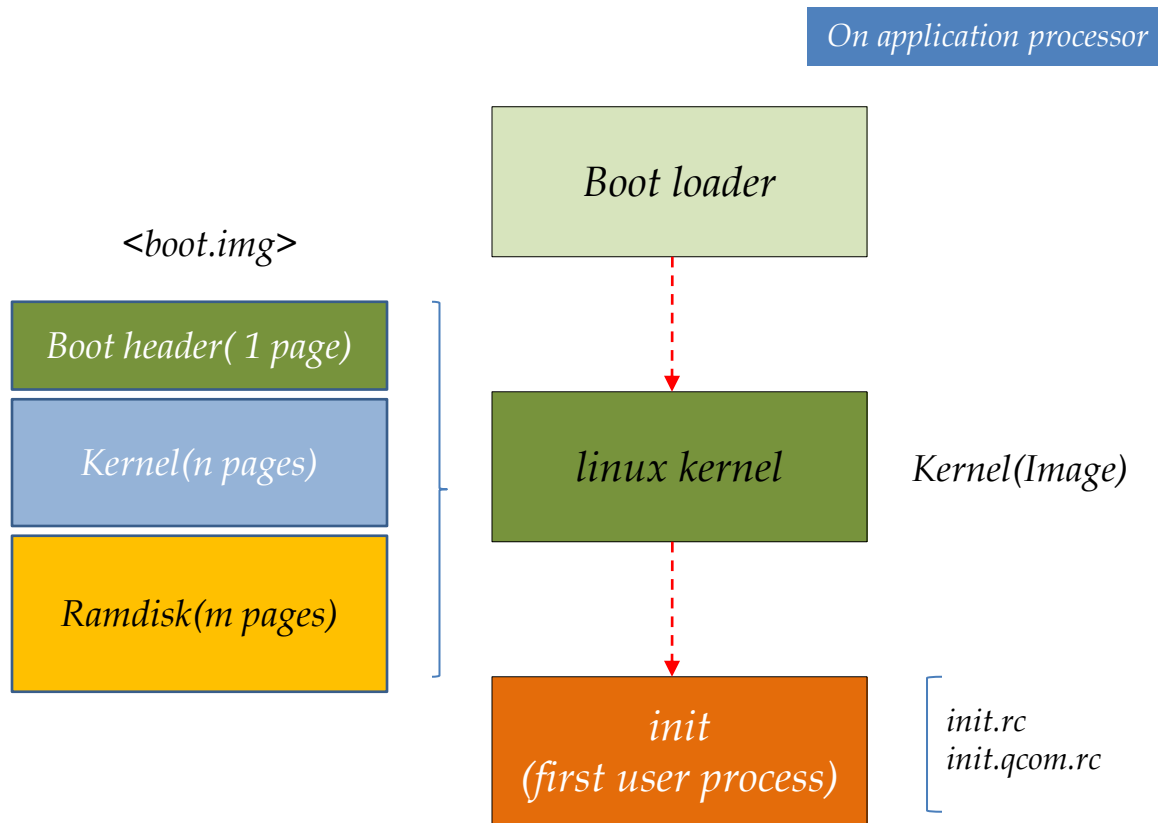 On application processor
Boot loader
<boot.img>
Boot header( 1 page)
Kernel(n pages)
Ramdisk(m pages)
linux kernel
Kernel(Image)
init
(first user process)
init.rc
init.qcom.rc